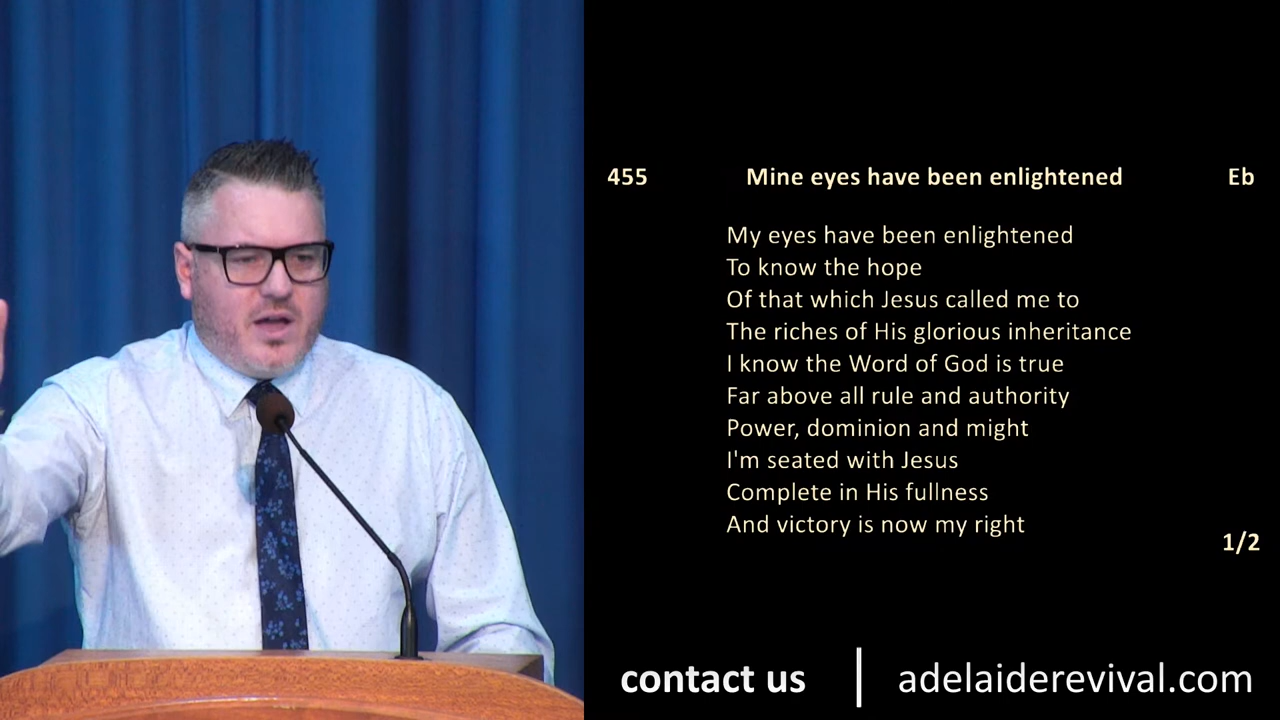 455 Mine eyes have been enlightened Eb
My eyes have been enlightened
To know the hope
Of that which Jesus called me to
The riches of His glorious inheritance
I know the Word of God is true
Far above all rule and authority
Power, dominion and might
I'm seated with Jesus
Complete in His fullness
And victory is now my right
1/2
contact us | adelaiderevival.com